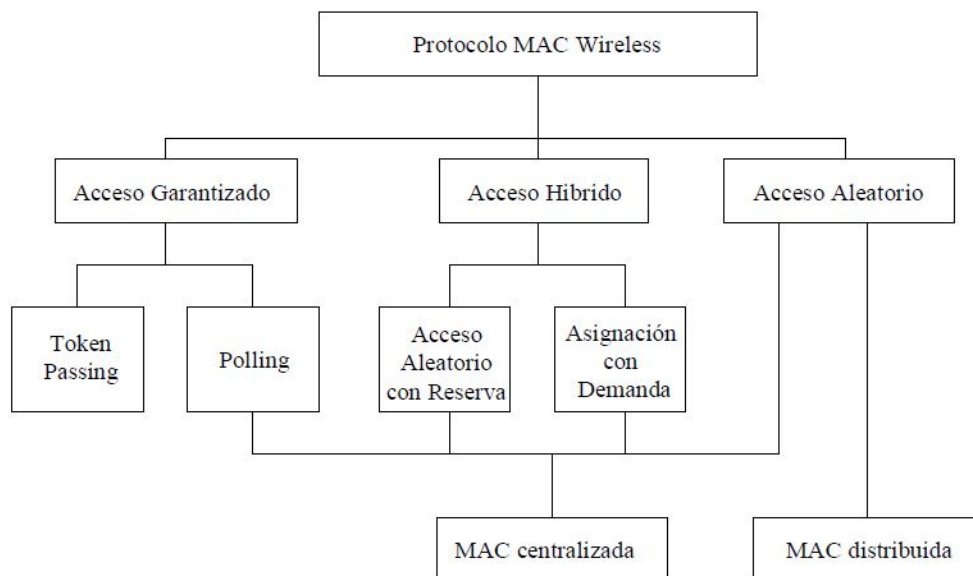 Protocolo MAC Wireless
Acceso Garantizado
Acceso Hibrido
Acceso Aleatorio
Token
Passing
Polling
Acceso
Aleatorio
con Reserva
Asignación
con
Demanda
MAC centralizada
MAC distribuida